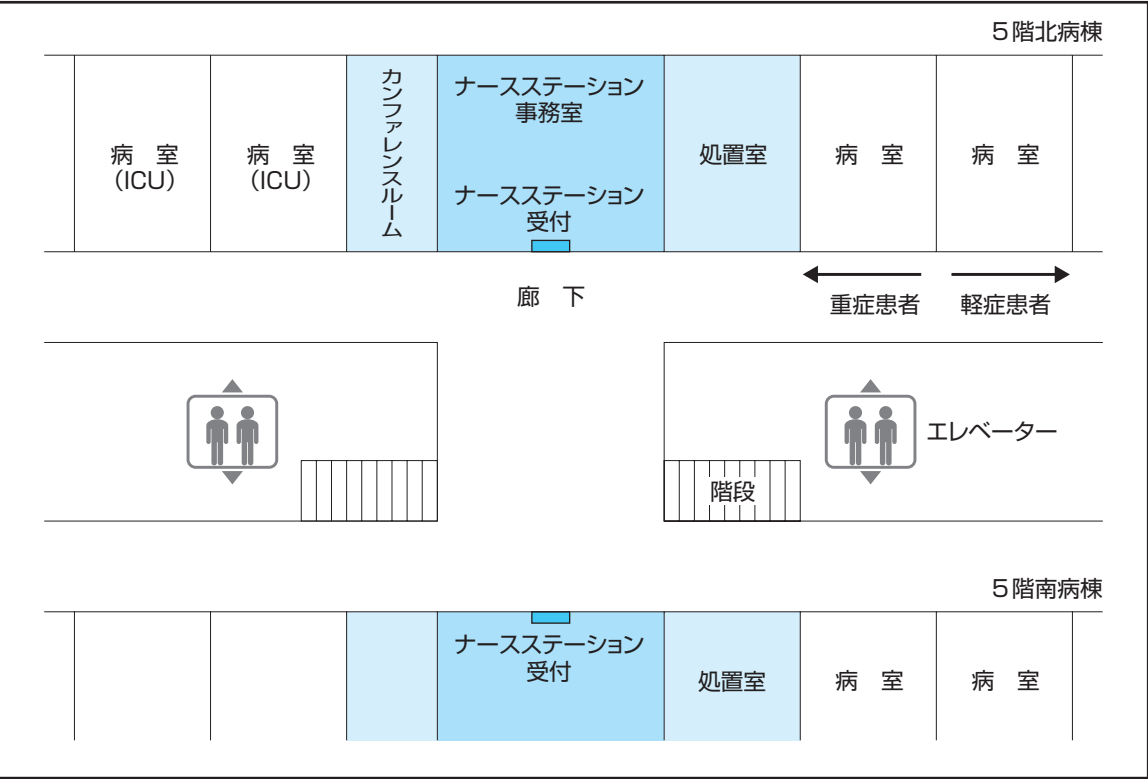 5階北病棟
病　室
（ICU）
病　室
（ICU）
カンファレンスルーム
ナースステーション
事務室
ナースステーション
受付
処置室
病　室
病　室
廊　下
重症患者
軽症患者
エレベーター
階段
5階南病棟
ナースステーション
受付
処置室
病　室
病　室